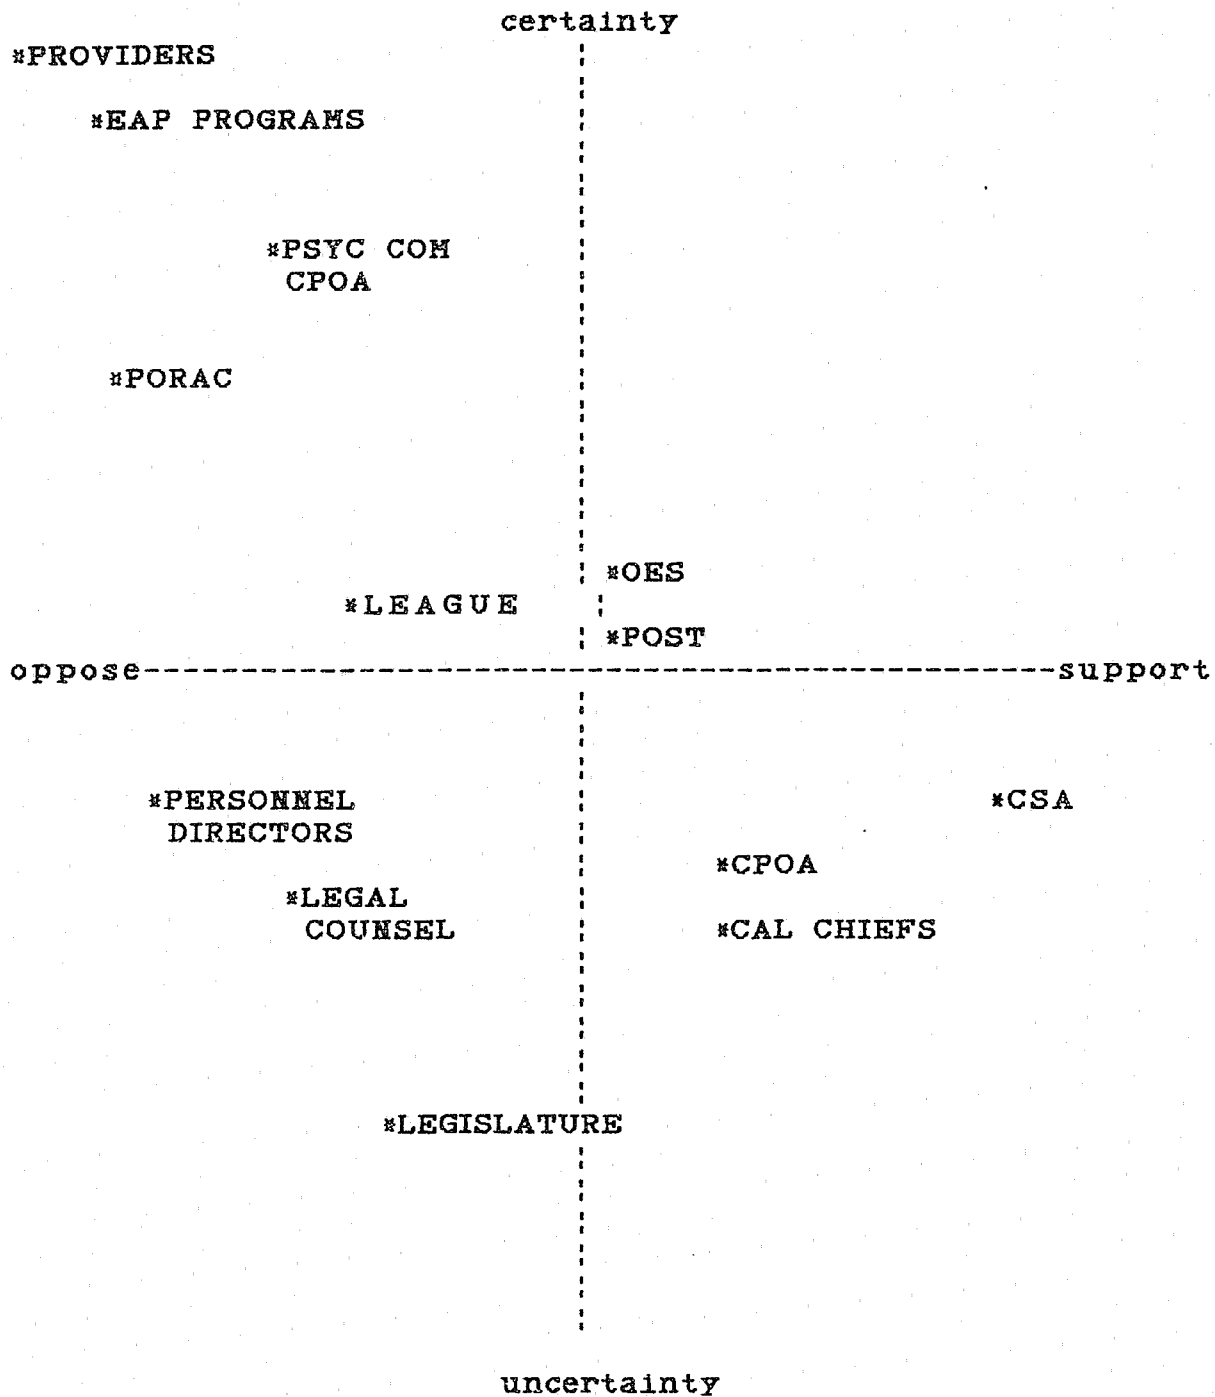 certainty
*PROVIDERS
*EAP PROGRAMS
*PSYC COM
CPOA
*PORAC
*OES
*LEAGUE
*POST
oppose--------------------------------------------------support
*PERSONNEL
DIRECTORS
*CSA
*CPOA
*LEGAL
COUNSEL
*CAL CHIEFS
*LEGISLATURE
uncertainty